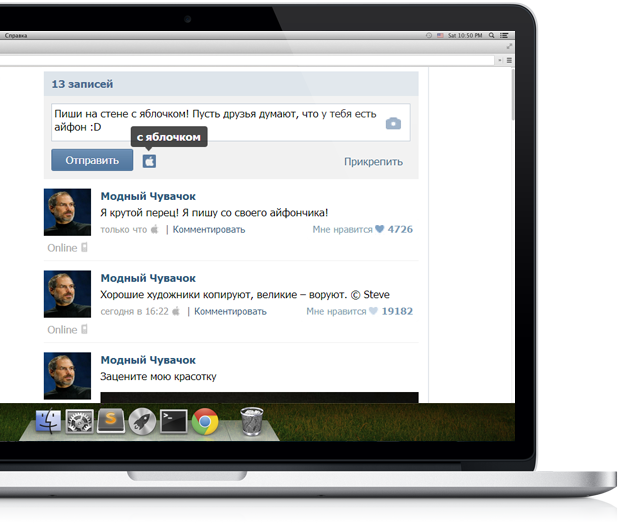 Справка
Sat 10:50 PM
13 записей
Пиши на стене с яблочком! Пусть друзья думают, что у тебя есть
айфон :D
с яблочком
Отправить
Прикрепить
Модный Чувачок
Я крутой перец! Я пишу со своего айфончика!
только что | Комментировать Мне нравится 4726
Online
Модный Чувачок
Хорошие художники копируют, великие – воруют. © Steve
сегодня в 16:22 | Комментировать Мне нравится 19182
Online
Модный Чувачок
Зацените мою красотку
S